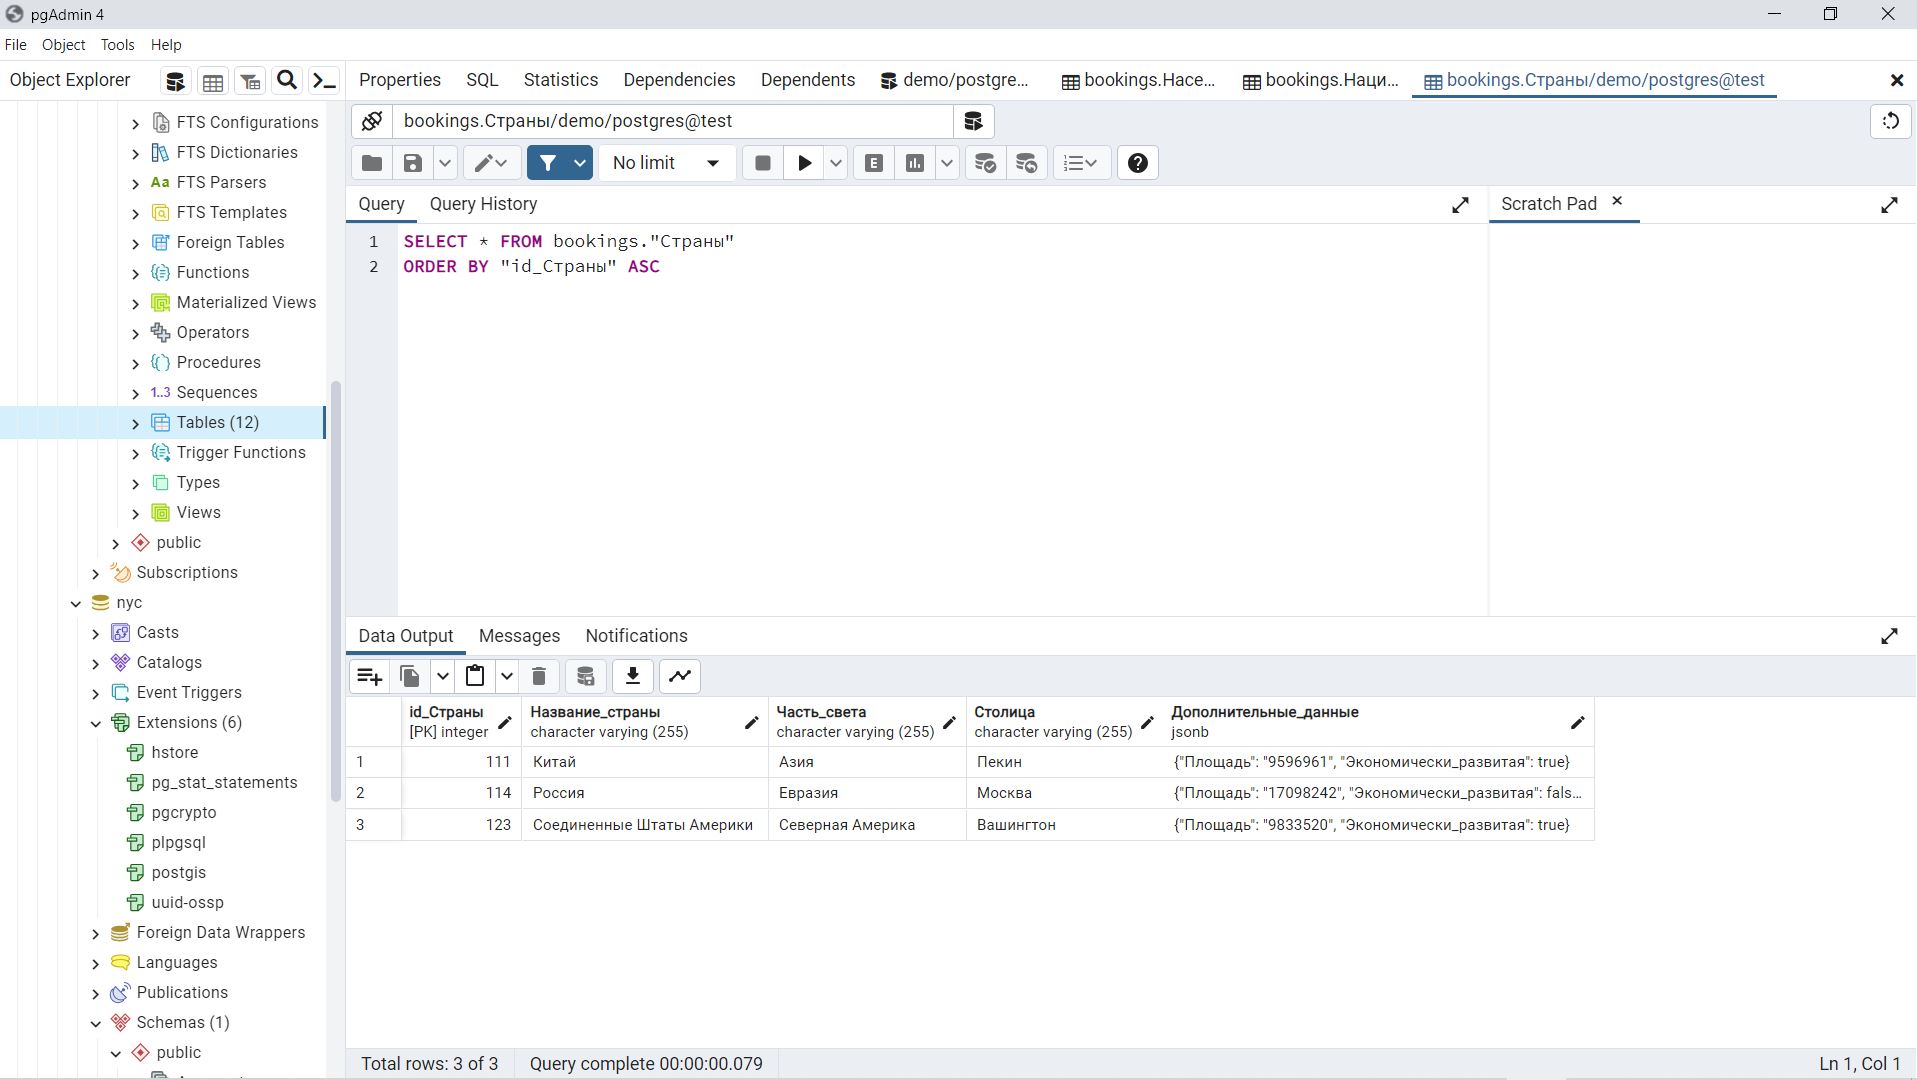 pgAdmin 4
File Object Tools Help
Object Explorer
Properties SQL Statistics Dependencies Dependents demo/postgre... bookings.Насе... bookings.Наци... bookings.Страны/demo/postgres@test
FTS Configurations
FTS Dictionaries
Aa FTS Parsers
FTS Templates
Foreign Tables
Functions
Materialized Views
Operators
Procedures
1..3 Sequences
Tables (12)
Trigger Functions
Types
Views
public
Subscriptions
nyc
Casts
Catalogs
Event Triggers
Extensions (6)
hstore
pg_stat_statements
pgcrypto
plpgsql
postgis
uuid-ossp
Foreign Data Wrappers
Languages
Publications
Schemas (1)
public
bookings.Страны/demo/postgres@test
No limit E
Query Query History
Scratch Pad
1 SELECT * FROM bookings."Страны"
2 ORDER BY "id_Страны" ASC
Data Output Messages Notifications
id_Страны Название_страны Часть_света Столица Дополнительные_данные
[PK] integer character varying (255) character varying (255) character varying (255) jsonb
1 111 Китай Азия Пекин {"Площадь": "9596961", "Экономически_развитая": true}
2 114 Россия Евразия Москва {"Площадь": "17098242", "Экономически_развитая": fals...
3 123 Соединенные Штаты Америки Северная Америка Вашингтон {"Площадь": "9833520", "Экономически_развитая": true}
Total rows: 3 of 3 Query complete 00:00:00.079 Ln 1, Col 1